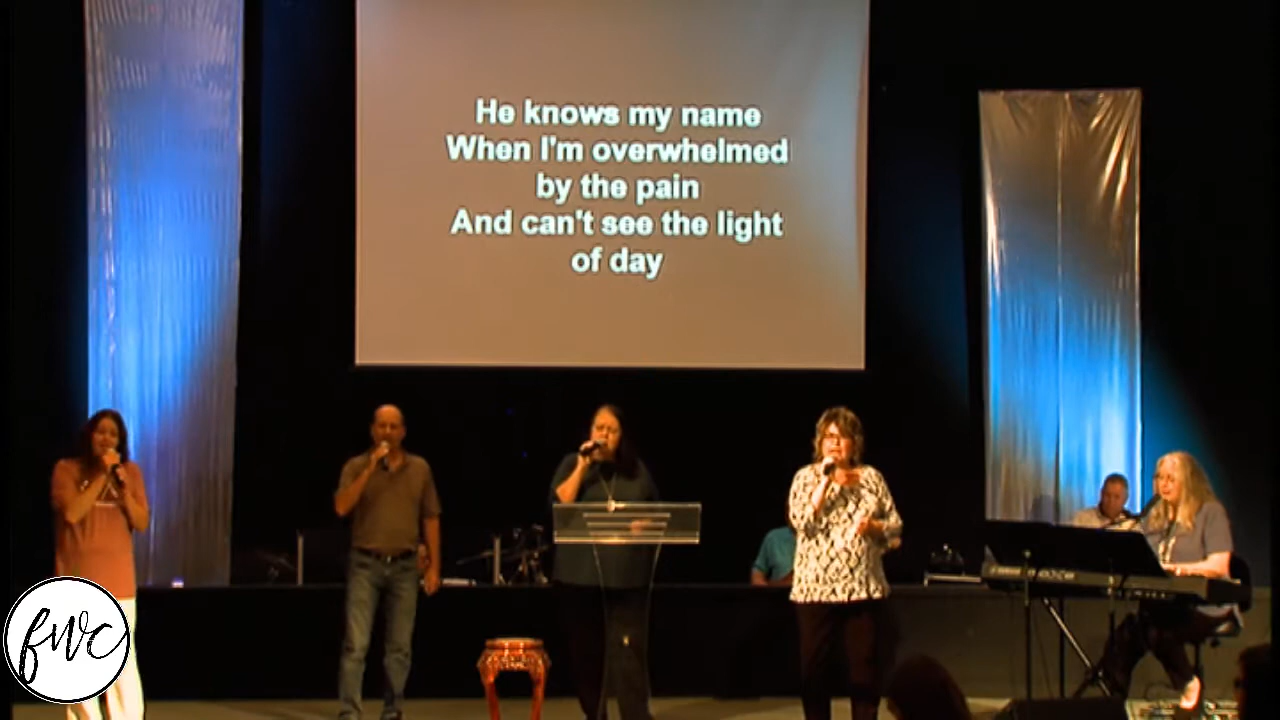 He knows my name
When I'm overwhelmed
by the pain
And can't see the light
of day
fwc